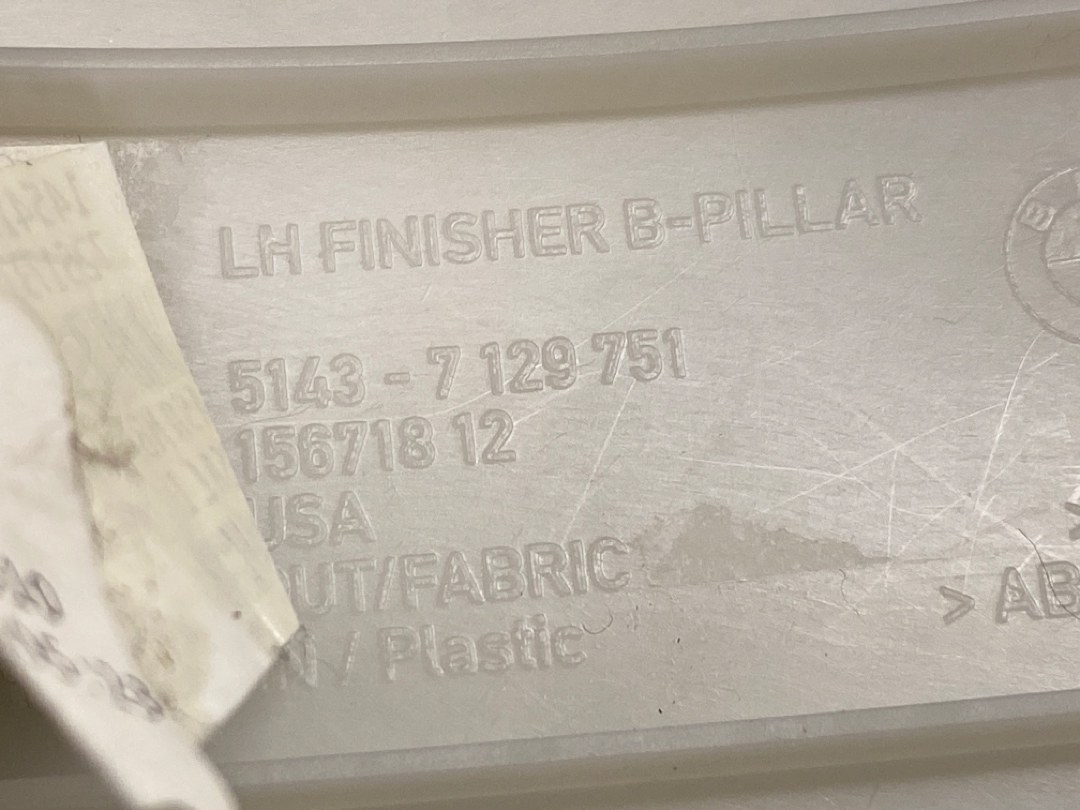 LH FINISHER B-PILLAR
B
5143 - 7 129 751
156718 12
USA
OUT/FABRIC
/ Plastic
> AB